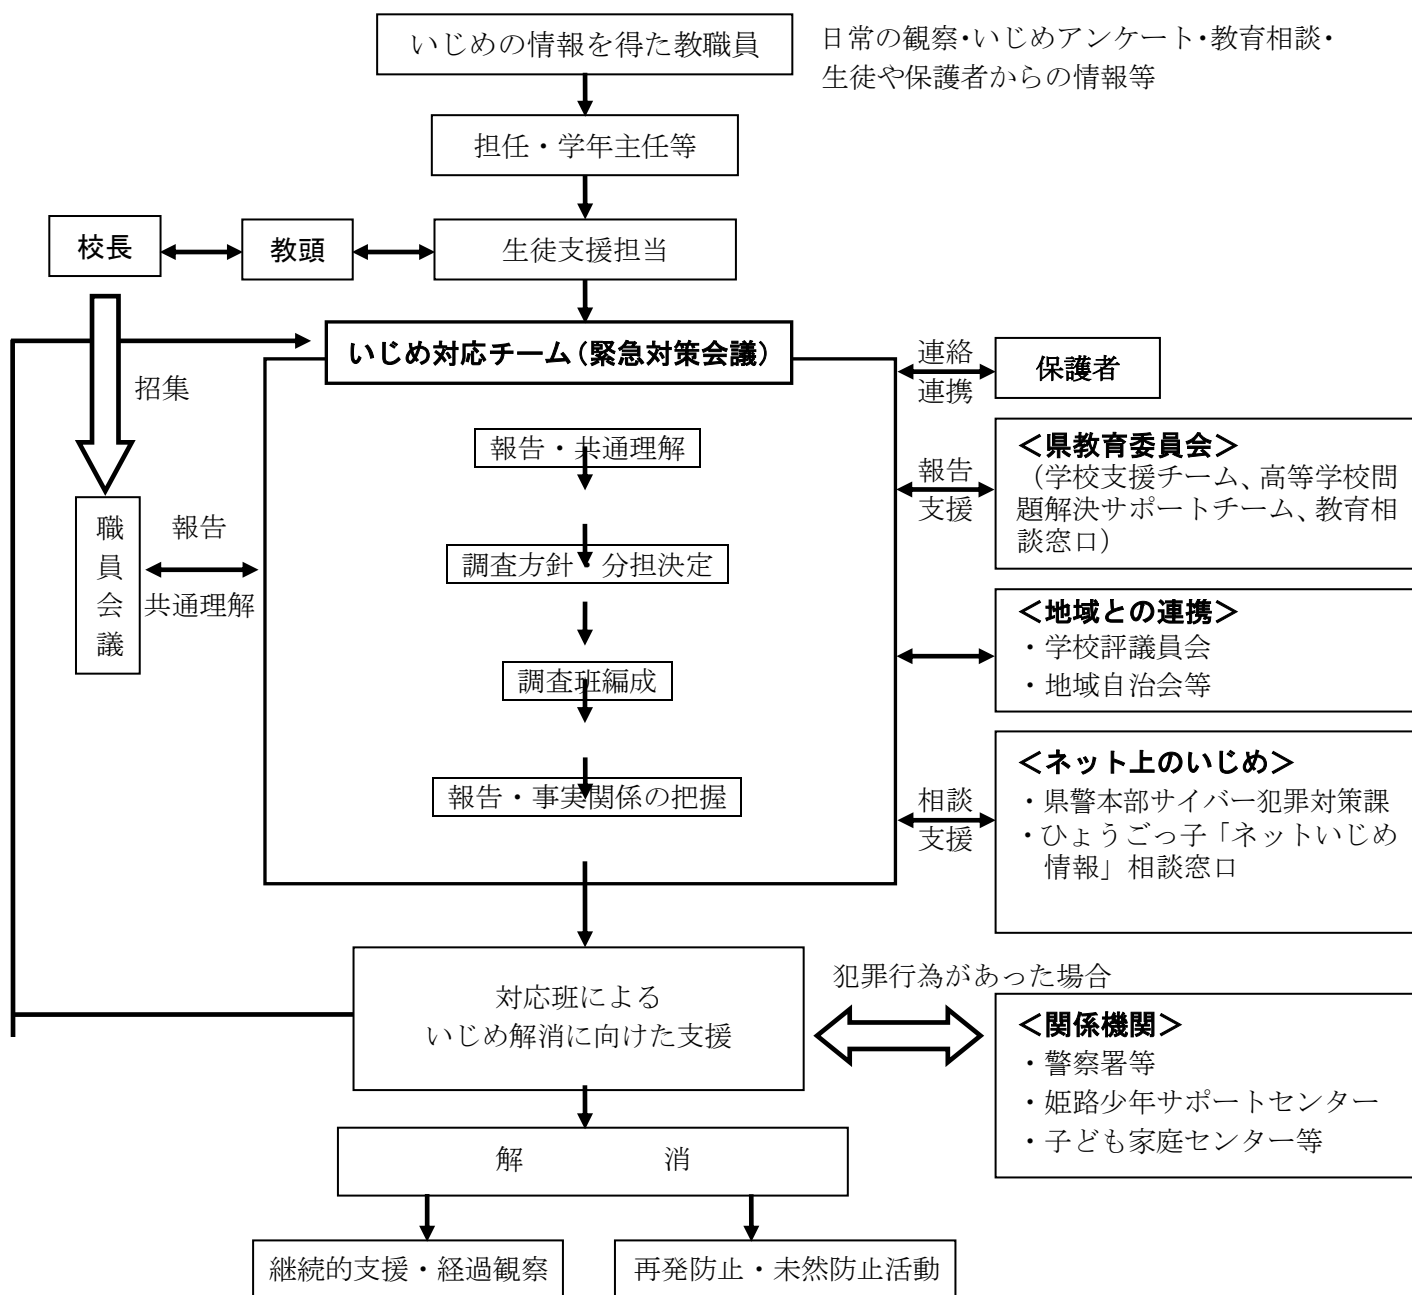 いじめの情報を得た教職員
日常の観察･いじめアンケート･教育相談･
生徒や保護者からの情報等
担任・学年主任等
校長
教頭
生徒支援担当
いじめ対応チーム（緊急対策会議）
招集
連絡
連携
保護者
報告・共通理解
＜県教育委員会＞
（学校支援チーム、高等学校問
題解決サポートチーム、教育相
談窓口）
報告
支援
職員会議
報告
共通理解
調査方針・分担決定
＜地域との連携＞
・学校評議員会
・地域自治会等
調査班編成
＜ネット上のいじめ＞
・県警本部サイバー犯罪対策課
・ひょうごっ子「ネットいじめ
情報」相談窓口
相談
支援
報告・事実関係の把握
対応班による
いじめ解消に向けた支援
犯罪行為があった場合
＜関係機関＞
・警察署等
・姫路少年サポートセンター
・子ども家庭センター等
解　　　　　消
継続的支援・経過観察
再発防止・未然防止活動